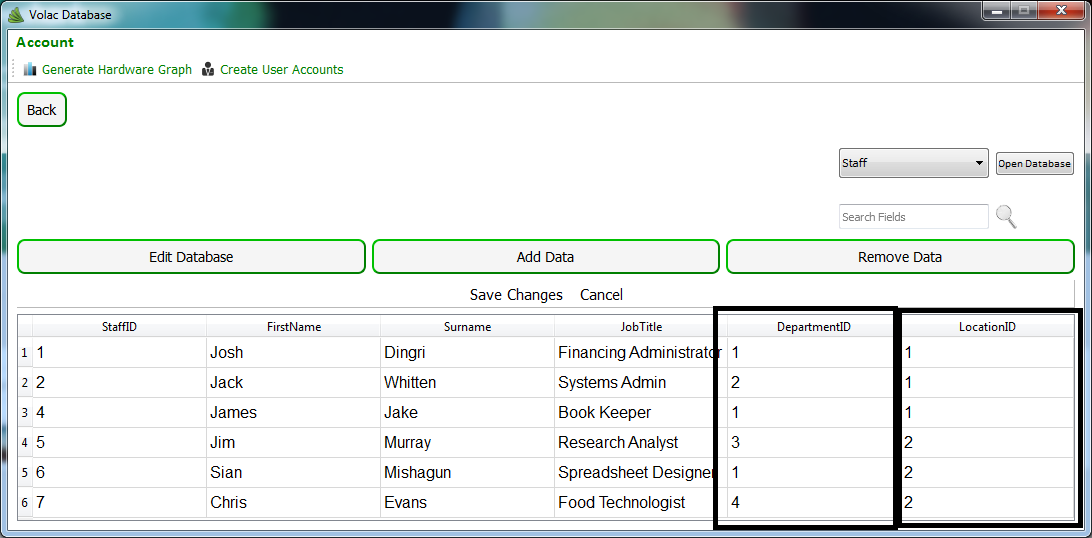 Volac Database
Account
Generate Hardware Graph Create User Accounts
Back
Staff Open Database
Search Fields
Edit Database Add Data Remove Data
Save Changes Cancel
StaffID FirstName Surname JobTitle DepartmentID LocationID
1 1 Josh Dingri Financing Administrator 1 1
2 2 Jack Whitten Systems Admin 2 1
3 4 James Jake Book Keeper 1 1
4 5 Jim Murray Research Analyst 3 2
5 6 Sian Mishagun Spreadsheet Designer 1 2
6 7 Chris Evans Food Technologist 4 2